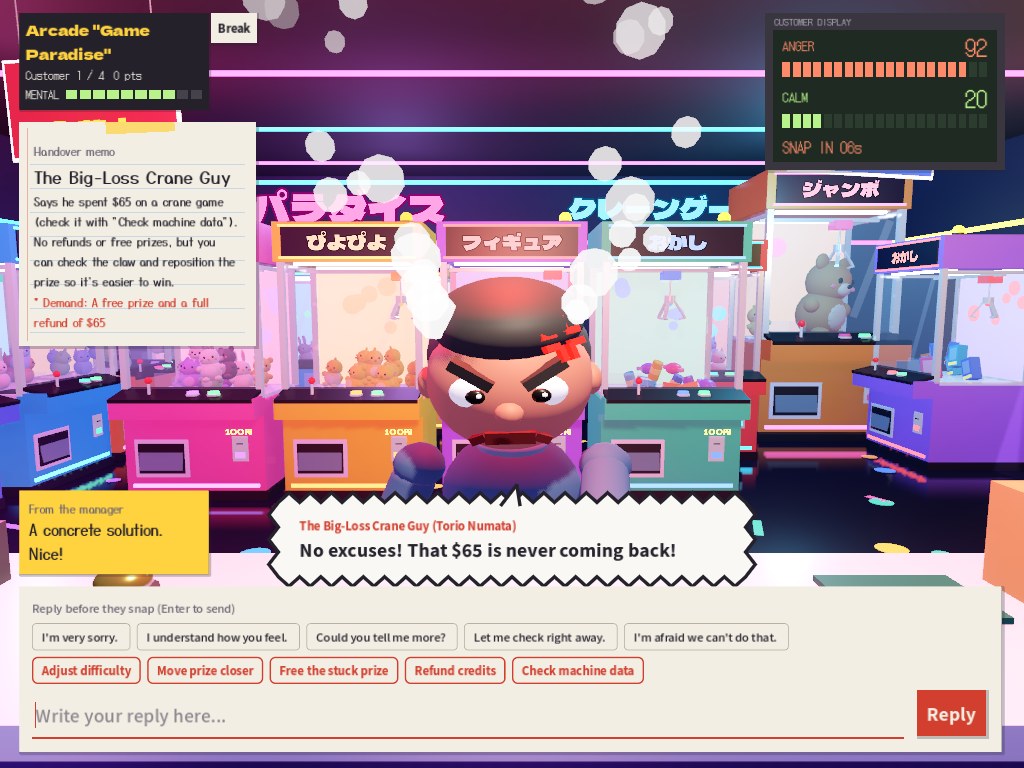 Arcade "Game
Paradise"
Customer 1 / 4 0 pts
MENTAL
Break
CUSTOMER DISPLAY
ANGER
92
CALM
20
SNAP IN 06s
Handover memo
The Big-Loss Crane Guy
Says he spent $65 on a crane game
(check it with "Check machine data").
No refunds or free prizes, but you
can check the claw and reposition the
prize so it's easier to win.
* Demand: A free prize and a full
refund of $65
パラダイス
クレーンゲー
ジャンボ
ぴよぴよ
フィギュア
おかし
おかし
100円
100円
100円
From the manager
A concrete solution.
Nice!
The Big-Loss Crane Guy (Torio Numata)
No excuses! That $65 is never coming back!
Reply before they snap (Enter to send)
I'm very sorry.
I understand how you feel.
Could you tell me more?
Let me check right away.
I'm afraid we can't do that.
Adjust difficulty
Move prize closer
Free the stuck prize
Refund credits
Check machine data
Write your reply here...
Reply